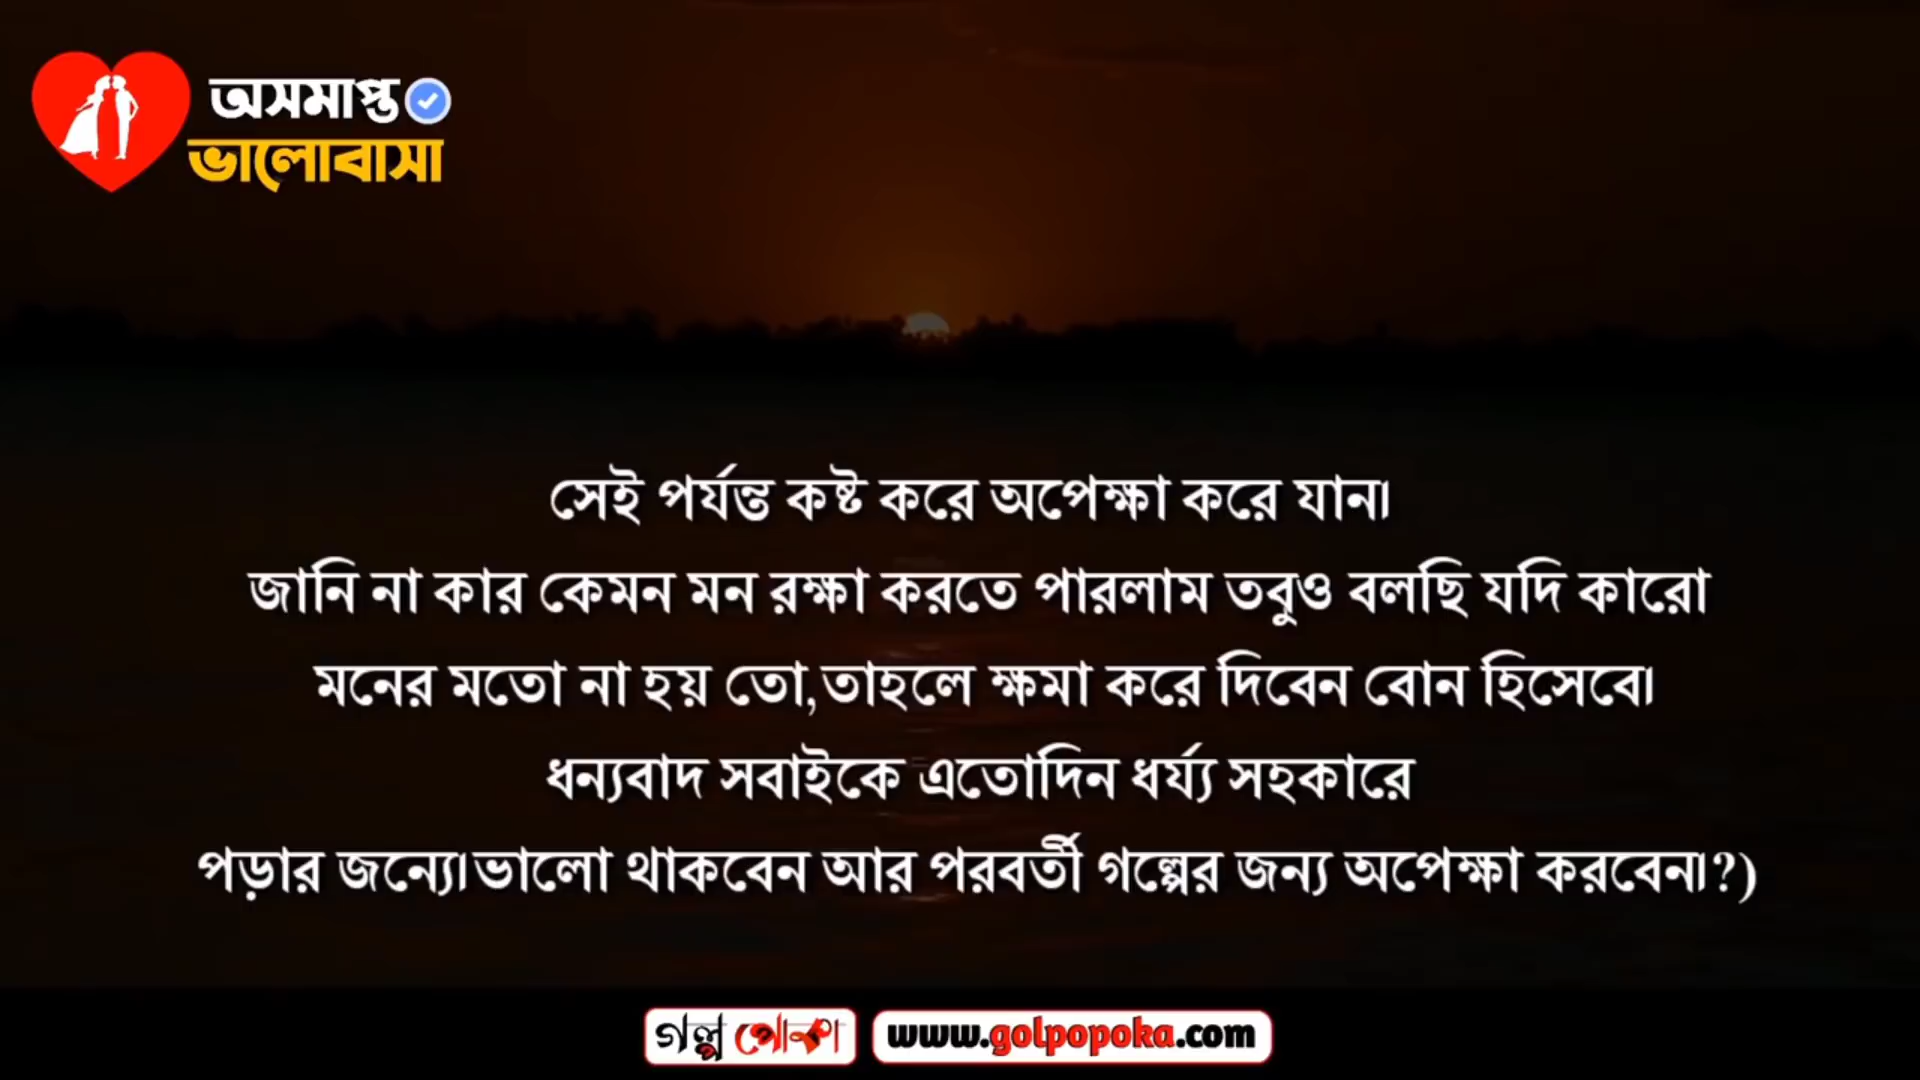 অসমাপ্ত
ভালোবাসা
সেই পর্যন্ত কষ্ট করে অপেক্ষা করে যান।
জানি না কার কেমন মন রক্ষা করতে পারলাম তবুও বলছি যদি কারো
মনের মতো না হয় তো,তাহলে ক্ষমা করে দিবেন বোন হিসেবে।
ধন্যবাদ সবাইকে এতোদিন ধর্য্য সহকারে
পড়ার জন্যে।ভালো থাকবেন আর পরবর্তী গল্পের জন্য অপেক্ষা করবেন।?)
গল্প পোকা www.golpopoka.com